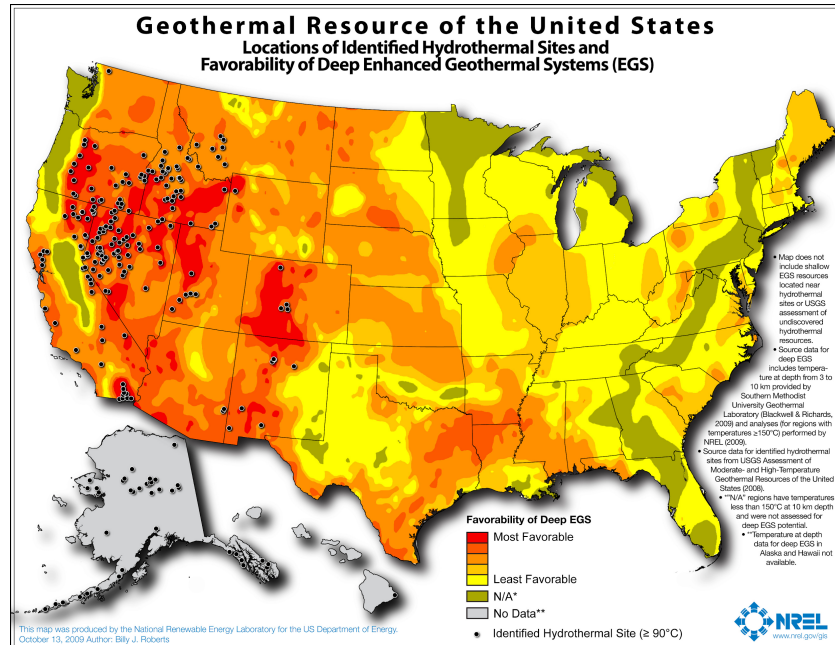 Geothermal Resource of the United States
Locations of Identified Hydrothermal Sites and
Favorability of Deep Enhanced Geothermal Systems (EGS)
• Map does not
include shallow
EGS resources
located near
hydrothermal
sites or USGS
assessment of
undiscovered
hydrothermal
resources.
• Source data for
deep EGS
includes tempera-
ture at depth from 3 to
10 km provided by
Southern Methodist
University Geothermal
Laboratory (Blackwell & Richards,
2009) and analyses (for regions with
temperatures ≥150°C) performed by
NREL (2009).
• Source data for identified hydrothermal
sites from USGS Assessment of
Moderate- and High-Temperature
Geothermal Resources of the United
States (2008).
• *"N/A" regions have temperatures
less than 150°C at 10 km depth
and were not assessed for
deep EGS potential.
• **Temperature at depth
data for deep EGS in
Alaska and Hawaii not
available.
Favorability of Deep EGS
Most Favorable
Least Favorable
N/A*
No Data**
Identified Hydrothermal Site (≥ 90°C)
This map was produced by the National Renewable Energy Laboratory for the US Department of Energy.
October 13, 2009 Author: Billy J. Roberts
NREL
www.nrel.gov/gis